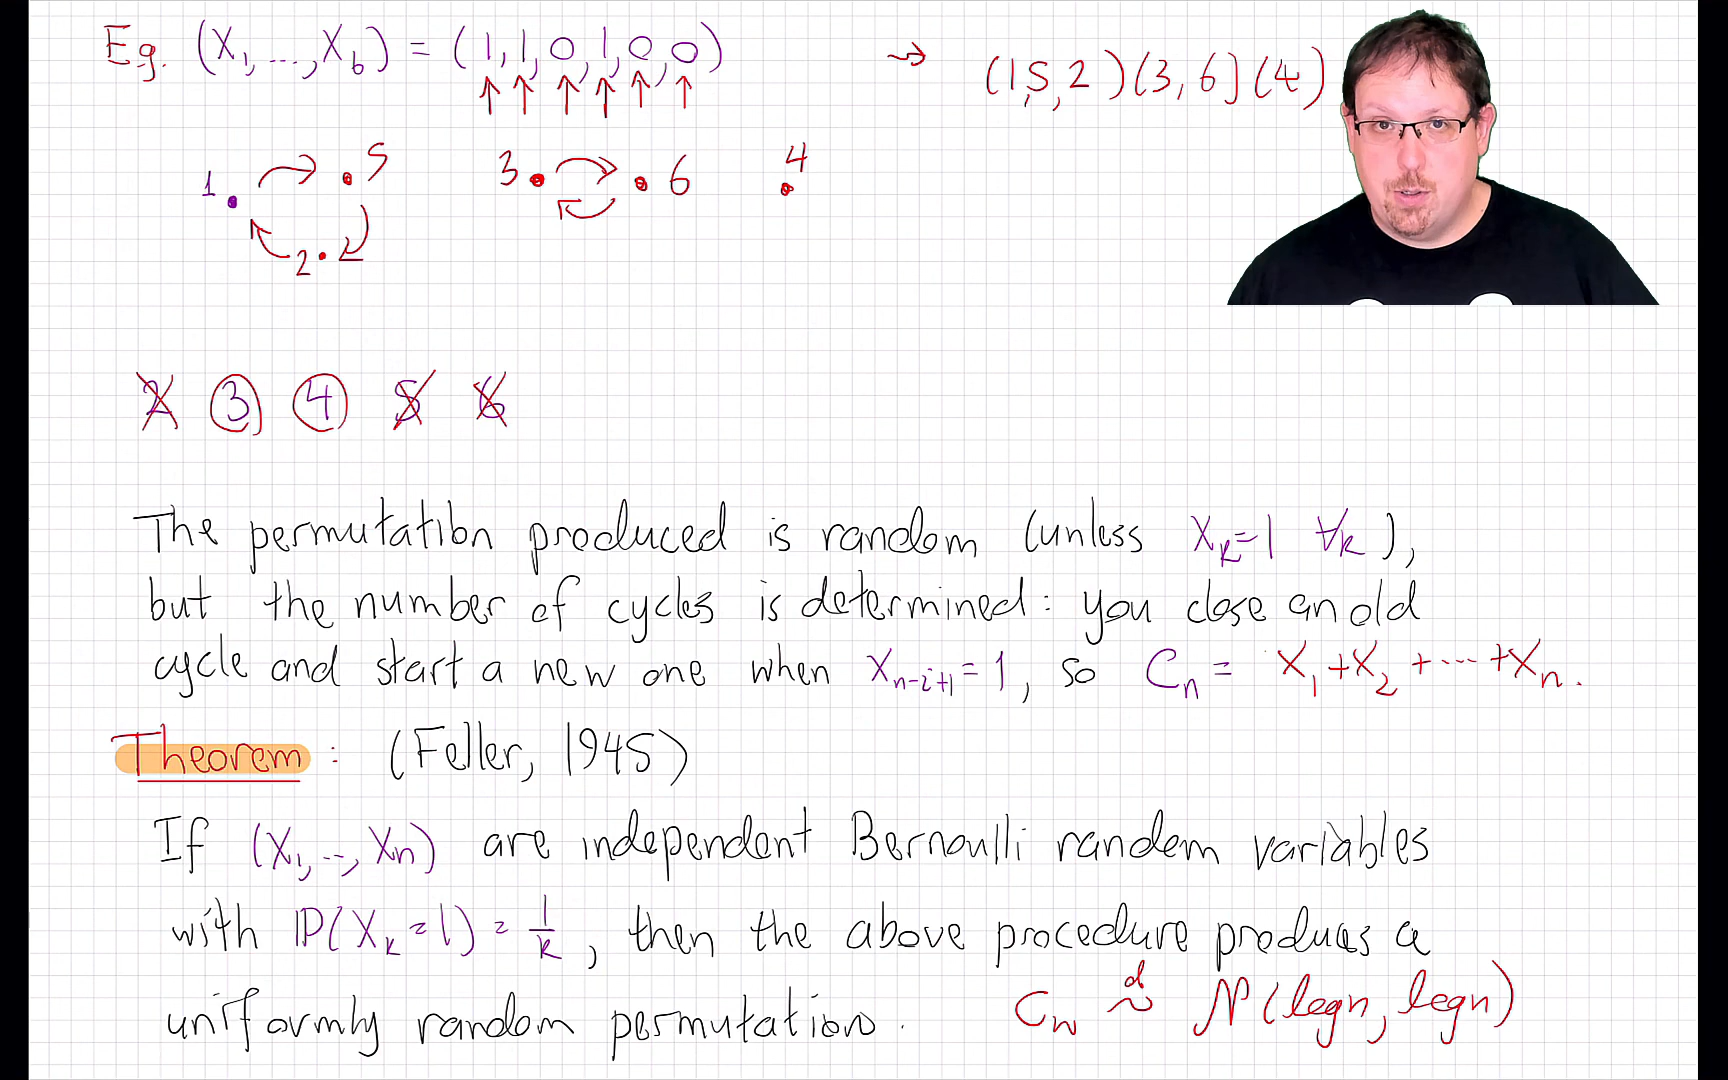 Eg. (X₁, ..., X₆) = (1, 1, 0, 1, 0, 0) ⇝ (1, 5, 2)(3, 6](4)
↑ ↑ ↑ ↑ ↑ ↑
1 5 3 6 4
2
2 3 4 5 6
The permutation produced is random (unless Xₖ=1 ∀k),
but the number of cycles is determined: you close an old
cycle and start a new one when Xₙ₋ᵢ₊₁=1, so Cₙ = X₁+X₂+⋯+Xₙ.
Theorem: (Feller, 1945)
If (X₁, .., Xₙ) are independent Bernoulli random variables
with ℙ(Xₖ=1) = 1/k, then the above procedure produces a
uniformly random permutation. Cₙ ~ᵈ N(logn, logn)